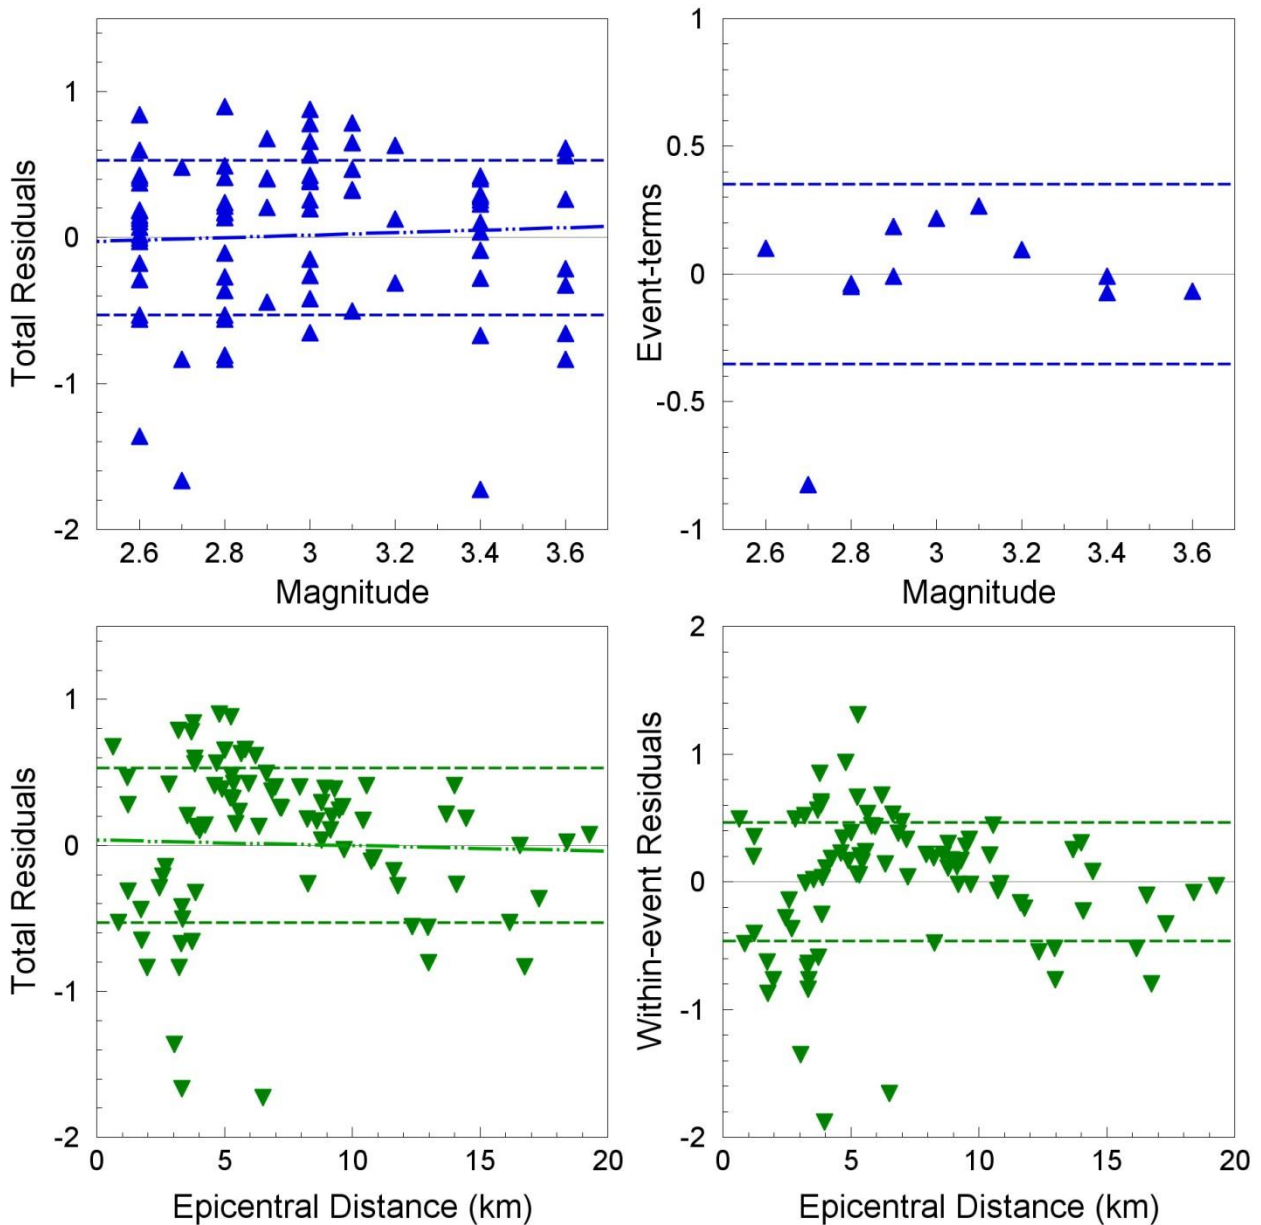 Total Residuals
1
0
-1
-2
2.6 2.8 3 3.2 3.4 3.6
Magnitude
Event-terms
1
0.5
0
-0.5
-1
2.6 2.8 3 3.2 3.4 3.6
Magnitude
Total Residuals
1
0
-1
-2
0 5 10 15 20
Epicentral Distance (km)
Within-event Residuals
2
1
0
-1
-2
0 5 10 15 20
Epicentral Distance (km)